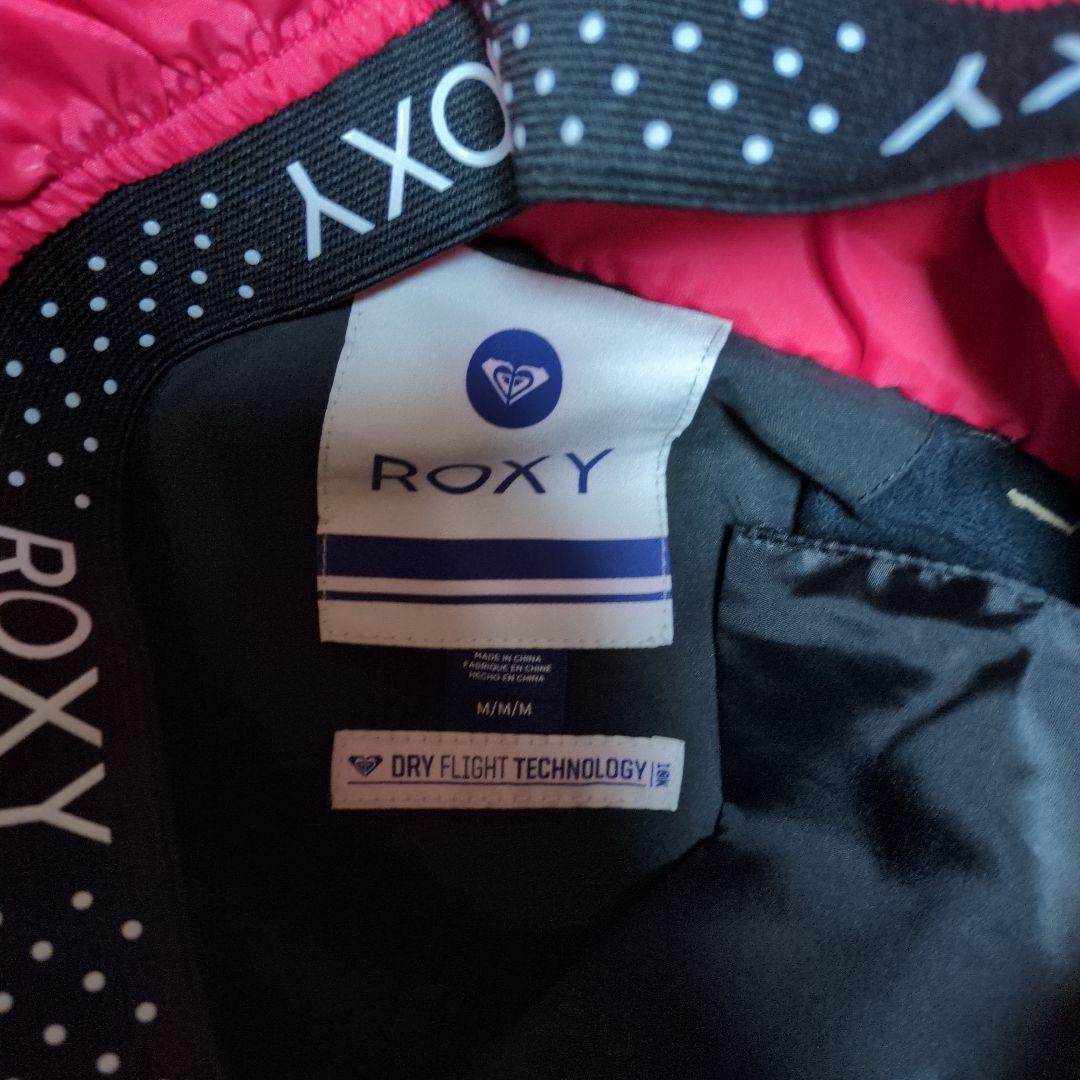 ROXY
Y
ROXY
MADE IN CHINA
FABRIQUE EN CHINE
HECHO EN CHINA
M/M/M
DRY FLIGHT TECHNOLOGY 10K
ROXY